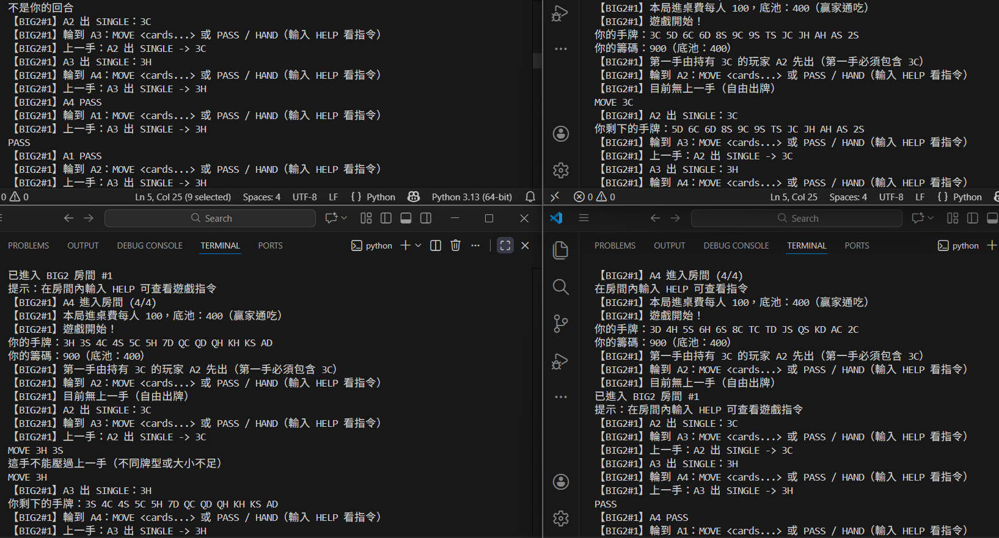 不是你的回合
【BIG2#1】A2 出 SINGLE：3C
【BIG2#1】輪到 A3：MOVE <cards...> 或 PASS / HAND（輸入 HELP 看指令）
【BIG2#1】上一手：A2 出 SINGLE -> 3C
【BIG2#1】A3 出 SINGLE：3H
【BIG2#1】輪到 A4：MOVE <cards...> 或 PASS / HAND（輸入 HELP 看指令）
【BIG2#1】上一手：A3 出 SINGLE -> 3H
【BIG2#1】A4 PASS
【BIG2#1】輪到 A1：MOVE <cards...> 或 PASS / HAND（輸入 HELP 看指令）
【BIG2#1】上一手：A3 出 SINGLE -> 3H
PASS
【BIG2#1】A1 PASS
【BIG2#1】輪到 A2：MOVE <cards...> 或 PASS / HAND（輸入 HELP 看指令）
【BIG2#1】上一手：A3 出 SINGLE -> 3H
0 0 Ln 5, Col 25 (9 selected) Spaces: 4 UTF-8 LF {} Python Python 3.13 (64-bit)
【BIG2#1】本局進桌費每人 100，底池：400（贏家通吃）
【BIG2#1】遊戲開始！
你的手牌：3C 5D 6C 6D 8S 9C 9S TS JC JH AH AS 2S
你的籌碼：900（底池：400）
【BIG2#1】第一手由持有 3C 的玩家 A2 先出（第一手必須包含 3C）
【BIG2#1】輪到 A2：MOVE <cards...> 或 PASS / HAND（輸入 HELP 看指令）
【BIG2#1】目前無上一手（自由出牌）
MOVE 3C
【BIG2#1】A2 出 SINGLE：3C
你剩下的手牌：5D 6C 6D 8S 9C 9S TS JC JH AH AS 2S
【BIG2#1】輪到 A3：MOVE <cards...> 或 PASS / HAND（輸入 HELP 看指令）
【BIG2#1】上一手：A2 出 SINGLE -> 3C
【BIG2#1】A3 出 SINGLE：3H
【BIG2#1】輪到 A4：MOVE <cards...> 或 PASS / HAND（輸入 HELP 看指令）
0 0 Ln 5, Col 25 Spaces: 4 UTF-8 LF {} Python
Search
PROBLEMS OUTPUT DEBUG CONSOLE TERMINAL PORTS python
已進入 BIG2 房間 #1
提示：在房間內輸入 HELP 可查看遊戲指令
【BIG2#1】A4 進入房間 (4/4)
【BIG2#1】本局進桌費每人 100，底池：400（贏家通吃）
【BIG2#1】遊戲開始！
你的手牌：3H 3S 4C 4S 5C 5H 7D QC QD QH KH KS AD
你的籌碼：900（底池：400）
【BIG2#1】第一手由持有 3C 的玩家 A2 先出（第一手必須包含 3C）
【BIG2#1】輪到 A2：MOVE <cards...> 或 PASS / HAND（輸入 HELP 看指令）
【BIG2#1】目前無上一手（自由出牌）
【BIG2#1】A2 出 SINGLE：3C
【BIG2#1】輪到 A3：MOVE <cards...> 或 PASS / HAND（輸入 HELP 看指令）
【BIG2#1】上一手：A2 出 SINGLE -> 3C
MOVE 3H 3S
這手不能壓過上一手（不同牌型或大小不足）
MOVE 3H
【BIG2#1】A3 出 SINGLE：3H
你剩下的手牌：3S 4C 4S 5C 5H 7D QC QD QH KH KS AD
【BIG2#1】輪到 A4：MOVE <cards...> 或 PASS / HAND（輸入 HELP 看指令）
【BIG2#1】上一手：A3 出 SINGLE -> 3H
Search
PROBLEMS OUTPUT DEBUG CONSOLE TERMINAL PORTS python
【BIG2#1】A4 進入房間 (4/4)
在房間內輸入 HELP 可查看指令
【BIG2#1】本局進桌費每人 100，底池：400（贏家通吃）
【BIG2#1】遊戲開始！
你的手牌：3D 4H 5S 6H 6S 8C TC TD JS QS KD AC 2C
你的籌碼：900（底池：400）
【BIG2#1】第一手由持有 3C 的玩家 A2 先出（第一手必須包含 3C）
【BIG2#1】輪到 A2：MOVE <cards...> 或 PASS / HAND（輸入 HELP 看指令）
【BIG2#1】目前無上一手（自由出牌）
已進入 BIG2 房間 #1
提示：在房間內輸入 HELP 可查看遊戲指令
【BIG2#1】A2 出 SINGLE：3C
【BIG2#1】輪到 A3：MOVE <cards...> 或 PASS / HAND（輸入 HELP 看指令）
【BIG2#1】上一手：A2 出 SINGLE -> 3C
【BIG2#1】A3 出 SINGLE：3H
【BIG2#1】輪到 A4：MOVE <cards...> 或 PASS / HAND（輸入 HELP 看指令）
【BIG2#1】上一手：A3 出 SINGLE -> 3H
PASS
【BIG2#1】A4 PASS
【BIG2#1】輪到 A1：MOVE <cards...> 或 PASS / HAND（輸入 HELP 看指令）